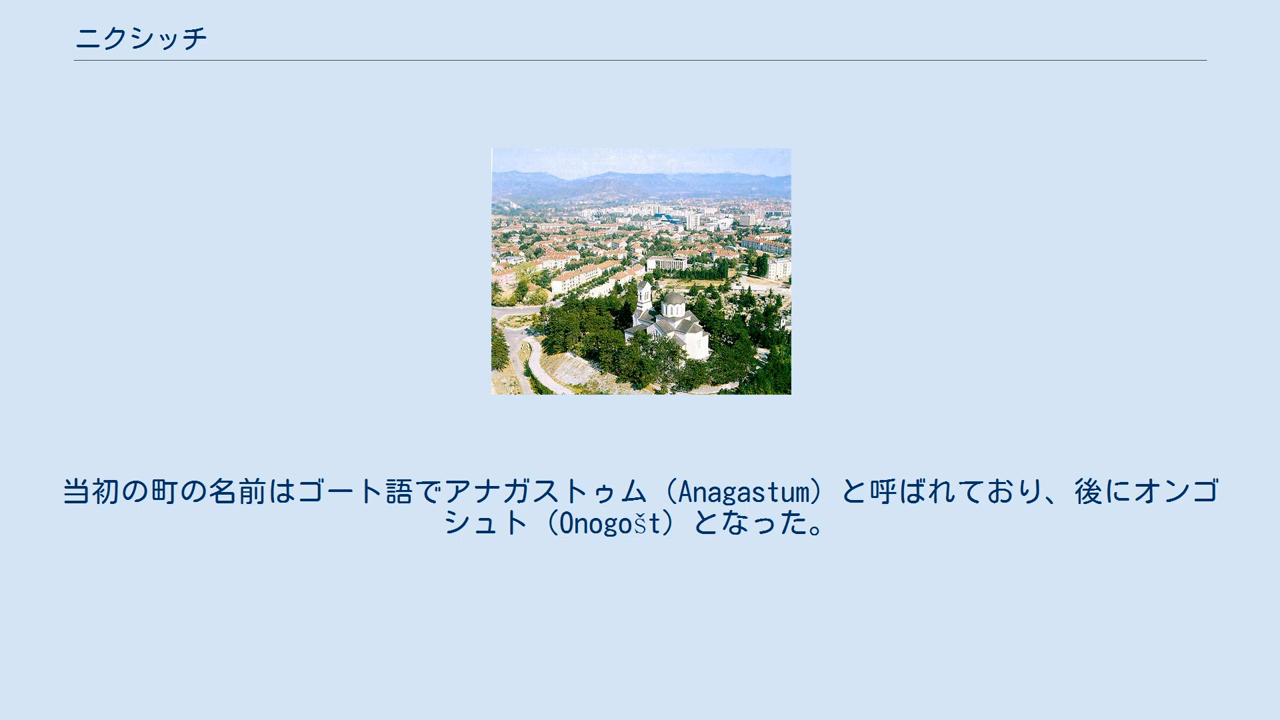 ニクシッチ
当初の町の名前はゴート語でアナガストゥム（Anagastum）と呼ばれており、後にオンゴ
シュト（Onogošt）となった。